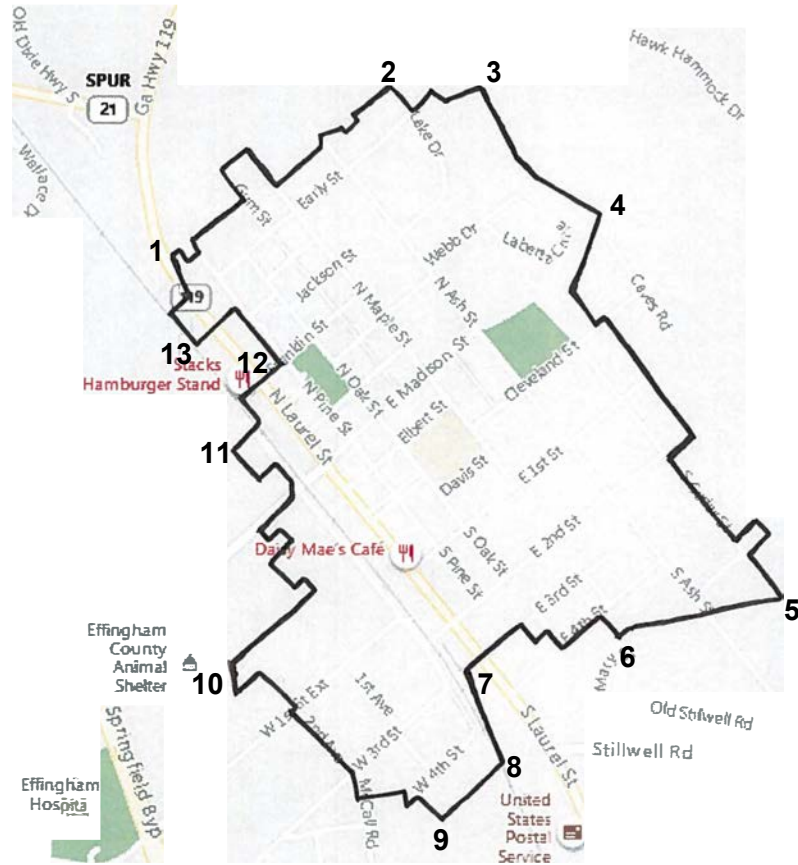 Old Dixie Hwy S
SPUR
21
Ga Hwy 119
Wallace
2
3
Hawk Hammock Dr
Lake Dr
Early St
Gum St
4
1
Webb Dr
Laberta
Jackson St
N Maple St
N Ash St
Caves Rd
119
13
12
Franklin St
Stacks
Hamburger Stand
N Oak St
N Pine St
E Madison St
Cleveland St
N Laurel St
Elbert St
11
Davis St
E 1st St
Daisy Mae's Café
S Oak St
S Pine St
E 2nd St
S Ash St
E 3rd St
E 4th St
5
6
Mary
Effingham
County
Animal
Shelter
10
7
W 1st St Ext
1st Ave
2nd Ave
W 3rd St
W 4th St
McCall Rd
8
9
S Laurel St
Old Stillwell Rd
Stillwell Rd
Springfield Byp
Effingham
Hospita
United
States
Postal
Service